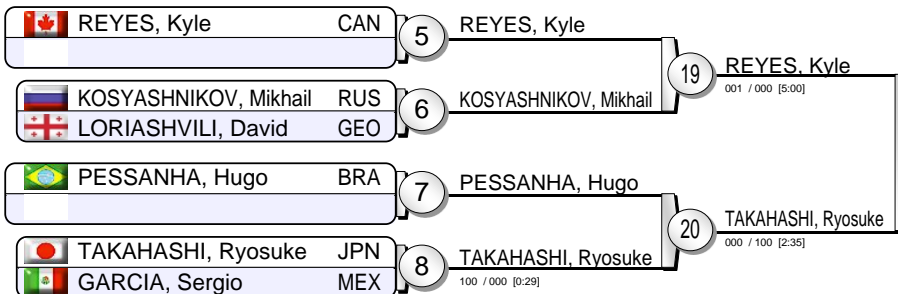 REYES, Kyle CAN
5
REYES, Kyle
KOSYASHNIKOV, Mikhail RUS
LORIASHVILI, David GEO
6
KOSYASHNIKOV, Mikhail
19
REYES, Kyle
001 / 000 [5:00]
PESSANHA, Hugo BRA
7
PESSANHA, Hugo
TAKAHASHI, Ryosuke JPN
GARCIA, Sergio MEX
8
TAKAHASHI, Ryosuke
100 / 000 [0:29]
20
TAKAHASHI, Ryosuke
000 / 100 [2:35]